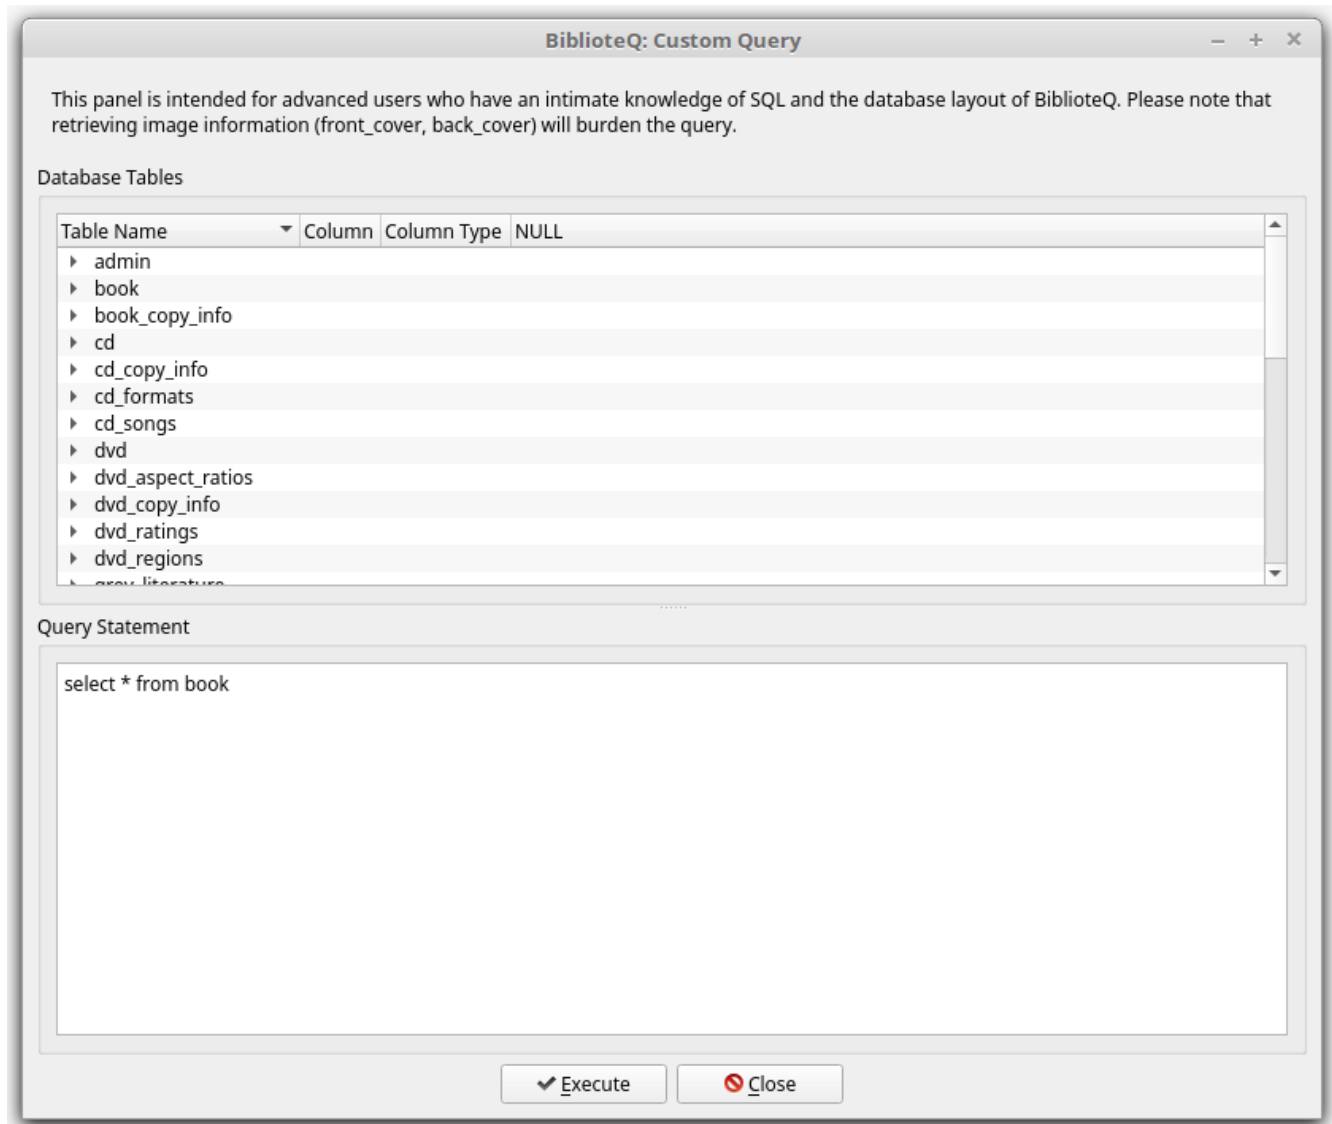 BiblioteQ: Custom Query
This panel is intended for advanced users who have an intimate knowledge of SQL and the database layout of BiblioteQ. Please note that
retrieving image information (front_cover, back_cover) will burden the query.
Database Tables
Table Name Column Column Type NULL
admin
book
book_copy_info
cd
cd_copy_info
cd_formats
cd_songs
dvd
dvd_aspect_ratios
dvd_copy_info
dvd_ratings
dvd_regions
grey_literature
Query Statement
select * from book
Execute Close